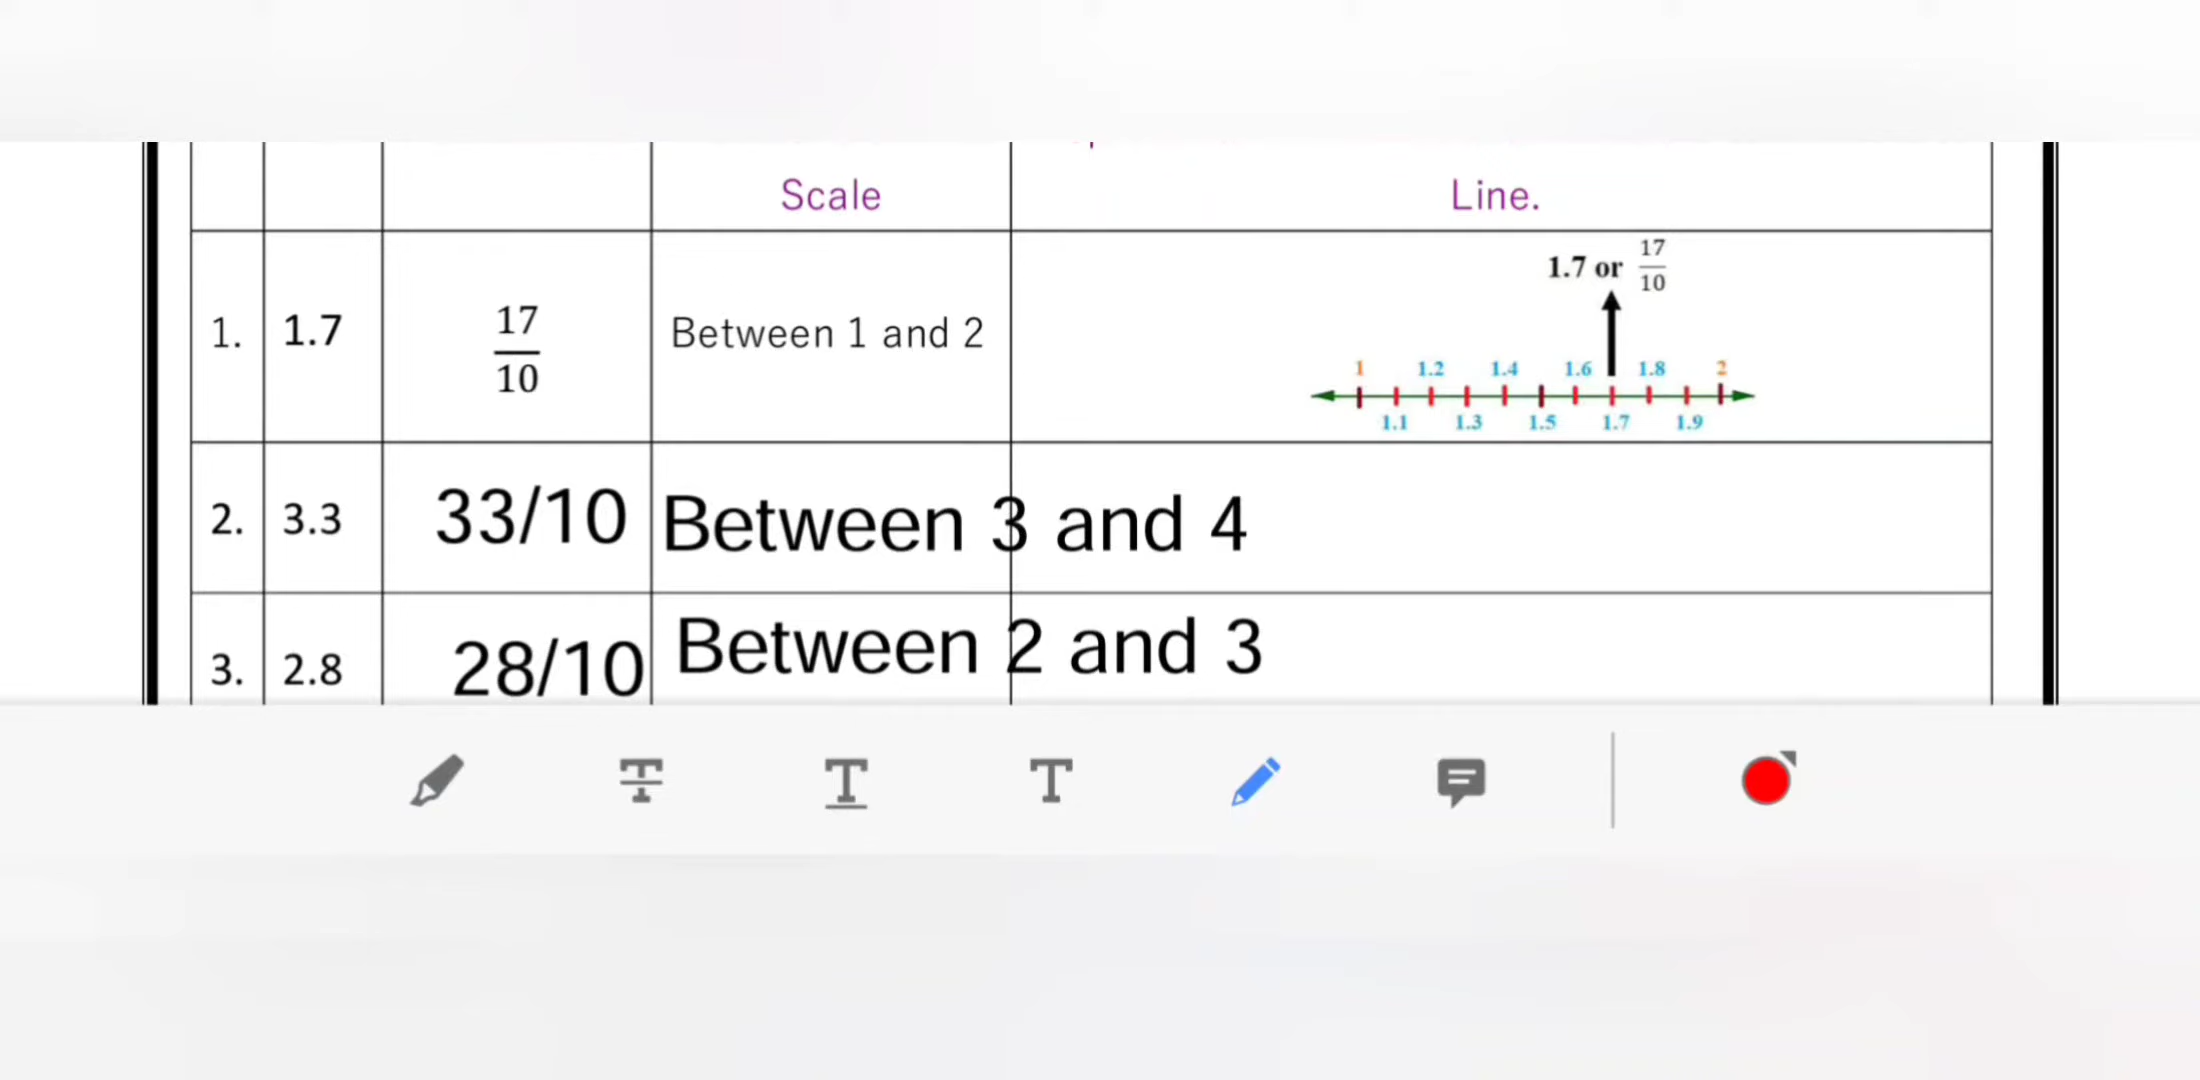 Scale
Line.
1.
1.7
17
10
Between 1 and 2
1.7 or 17
10
1 1.2 1.4 1.6 1.8 2
1.1 1.3 1.5 1.7 1.9
2. 3.3 33/10 Between 3 and 4
3. 2.8 28/10 Between 2 and 3